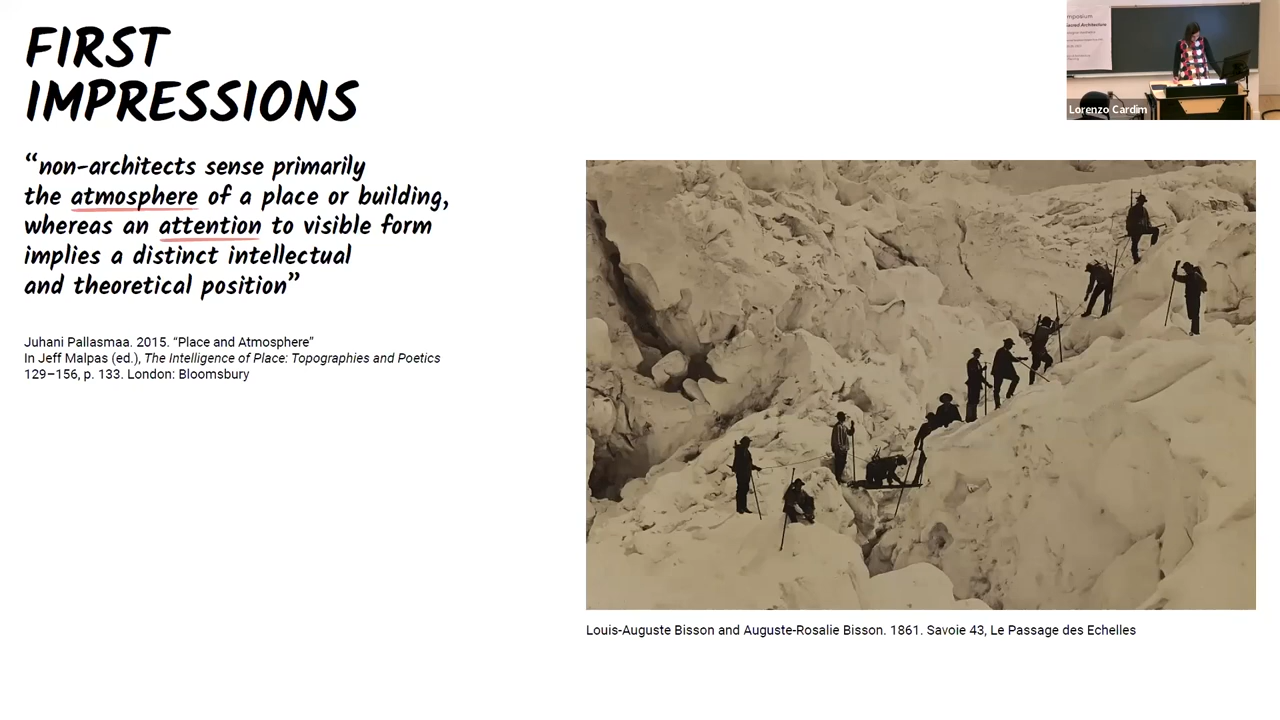 FIRST
IMPRESSIONS
“non-architects sense primarily
the atmosphere of a place or building,
whereas an attention to visible form
implies a distinct intellectual
and theoretical position”
Juhani Pallasmaa. 2015. “Place and Atmosphere”
In Jeff Malpas (ed.), The Intelligence of Place: Topographies and Poetics
129–156, p. 133. London: Bloomsbury
Louis-Auguste Bisson and Auguste-Rosalie Bisson. 1861. Savoie 43, Le Passage des Echelles
Sacred Architecture
Lorenzo Cardim